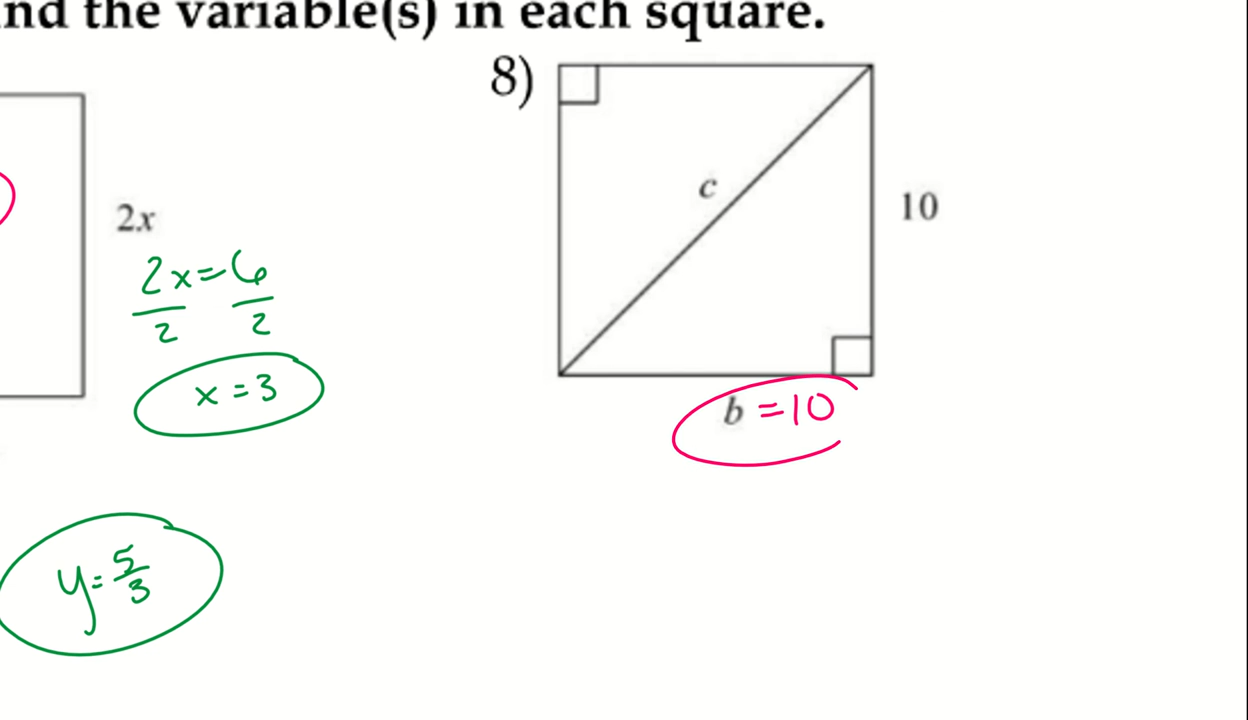 nd the variable(s) in each square.
8)
c
10
b =10
2x
2x=6
2 2
x=3
y=5/3